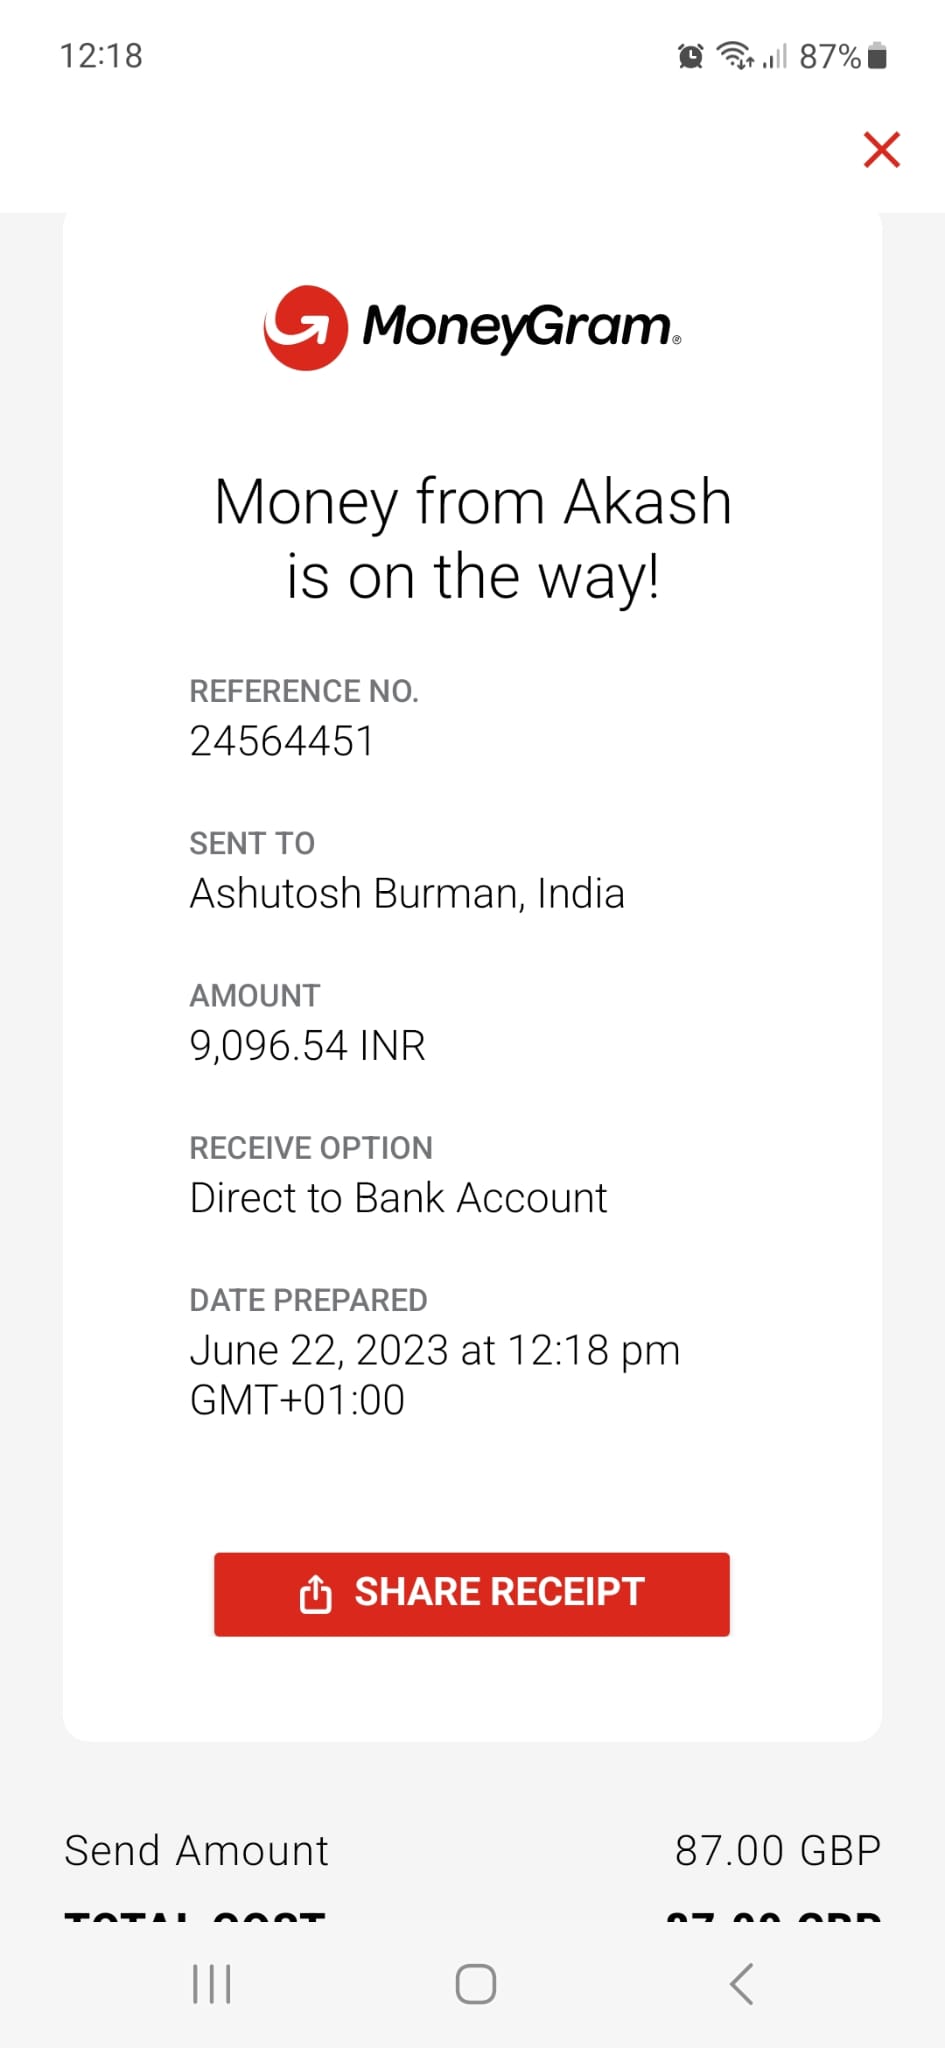 12:18
87%
MoneyGram®
Money from Akash
is on the way!
REFERENCE NO.
24564451
SENT TO
Ashutosh Burman, India
AMOUNT
9,096.54 INR
RECEIVE OPTION
Direct to Bank Account
DATE PREPARED
June 22, 2023 at 12:18 pm
GMT+01:00
SHARE RECEIPT
Send Amount 87.00 GBP
TOTAL COST